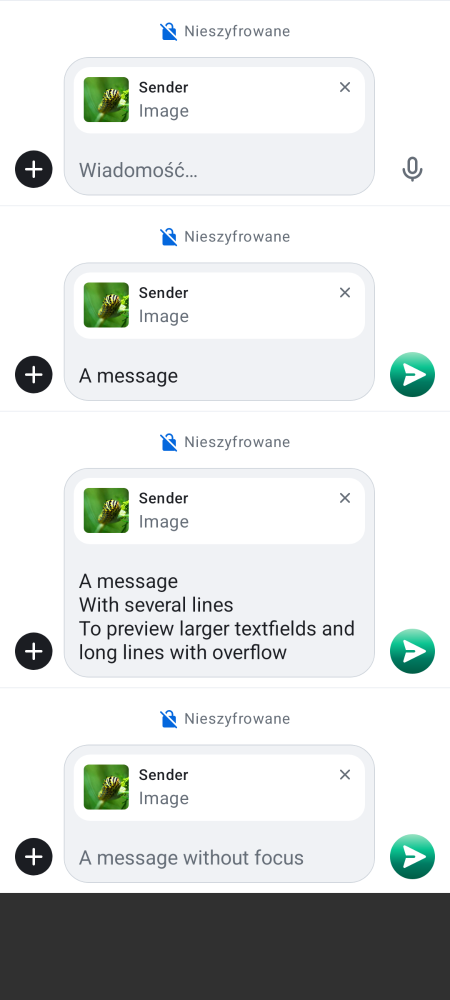 Nieszyfrowane
Sender
Image
Wiadomość…
Nieszyfrowane
Sender
Image
A message
Nieszyfrowane
Sender
Image
A message
With several lines
To preview larger textfields and
long lines with overflow
Nieszyfrowane
Sender
Image
A message without focus